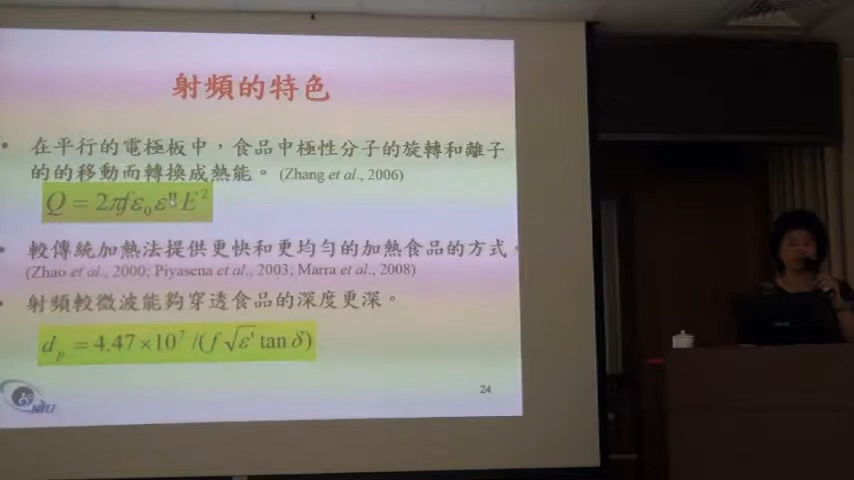 射頻的特色
• 在平行的電極板中，食品中極性分子的旋轉和離子
的的移動而轉換成熱能。 (Zhang et al., 2006)
Q = 2πfε₀ε"E²
• 較傳統加熱法提供更快和更均勻的加熱食品的方式。
(Zhao et al., 2000; Piyasena et al., 2003; Marra et al., 2008)
• 射頻較微波能夠穿透食品的深度更深。
dₚ = 4.47×10⁷ /(f√ε' tan δ)
NIU
24